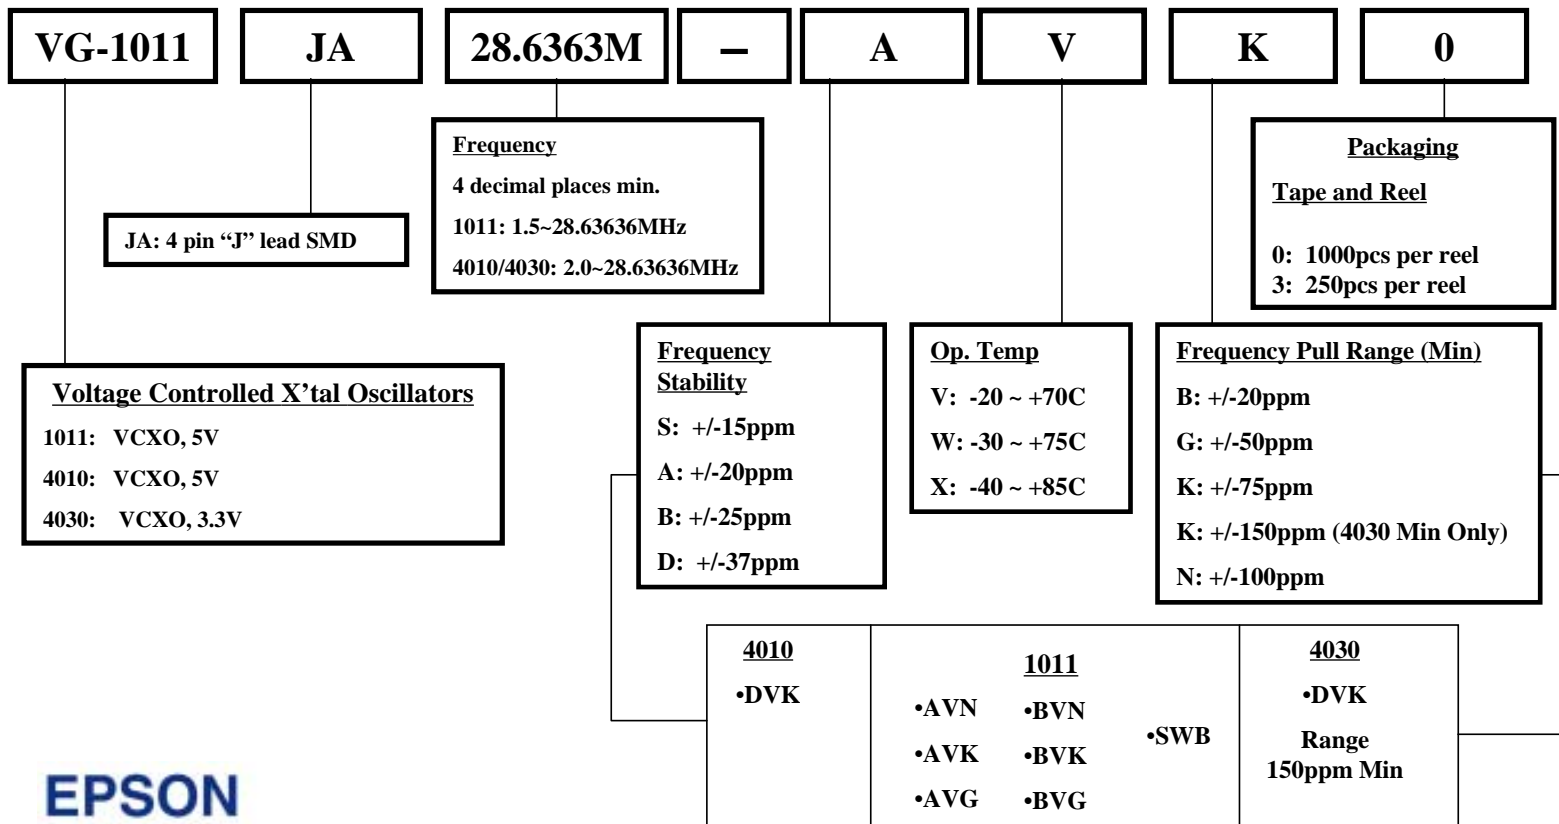 VG-1011 JA 28.6363M – A V K 0
Frequency
4 decimal places min.
1011: 1.5~28.63636MHz
4010/4030: 2.0~28.63636MHz
Packaging
Tape and Reel
0: 1000pcs per reel
3: 250pcs per reel
JA: 4 pin “J” lead SMD
Voltage Controlled X’tal Oscillators
1011: VCXO, 5V
4010: VCXO, 5V
4030: VCXO, 3.3V
Frequency
Stability
S: +/-15ppm
A: +/-20ppm
B: +/-25ppm
D: +/-37ppm
Op. Temp
V: -20 ~ +70C
W: -30 ~ +75C
X: -40 ~ +85C
Frequency Pull Range (Min)
B: +/-20ppm
G: +/-50ppm
K: +/-75ppm
K: +/-150ppm (4030 Min Only)
N: +/-100ppm
4010
•DVK
1011
•AVN •BVN
•SWB
•AVK •BVK
•AVG •BVG
4030
•DVK
Range
150ppm Min
EPSON